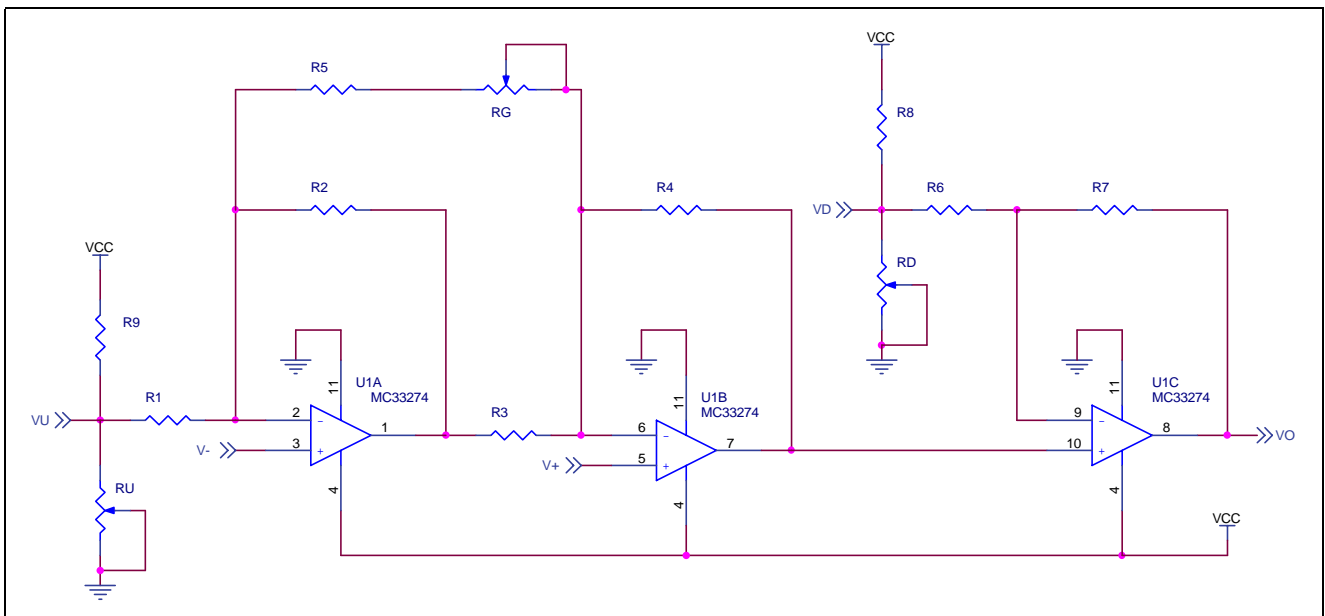 VCC
R5
RG
R8
R2
R4
R6
R7
VD
VCC
RD
R9
U1A
MC33274
U1B
MC33274
U1C
MC33274
11
11
11
VU
R1
2
−
3
+
1
V-
4
R3
6
−
5
+
7
V+
4
9
−
10
+
8
VO
4
RU
VCC